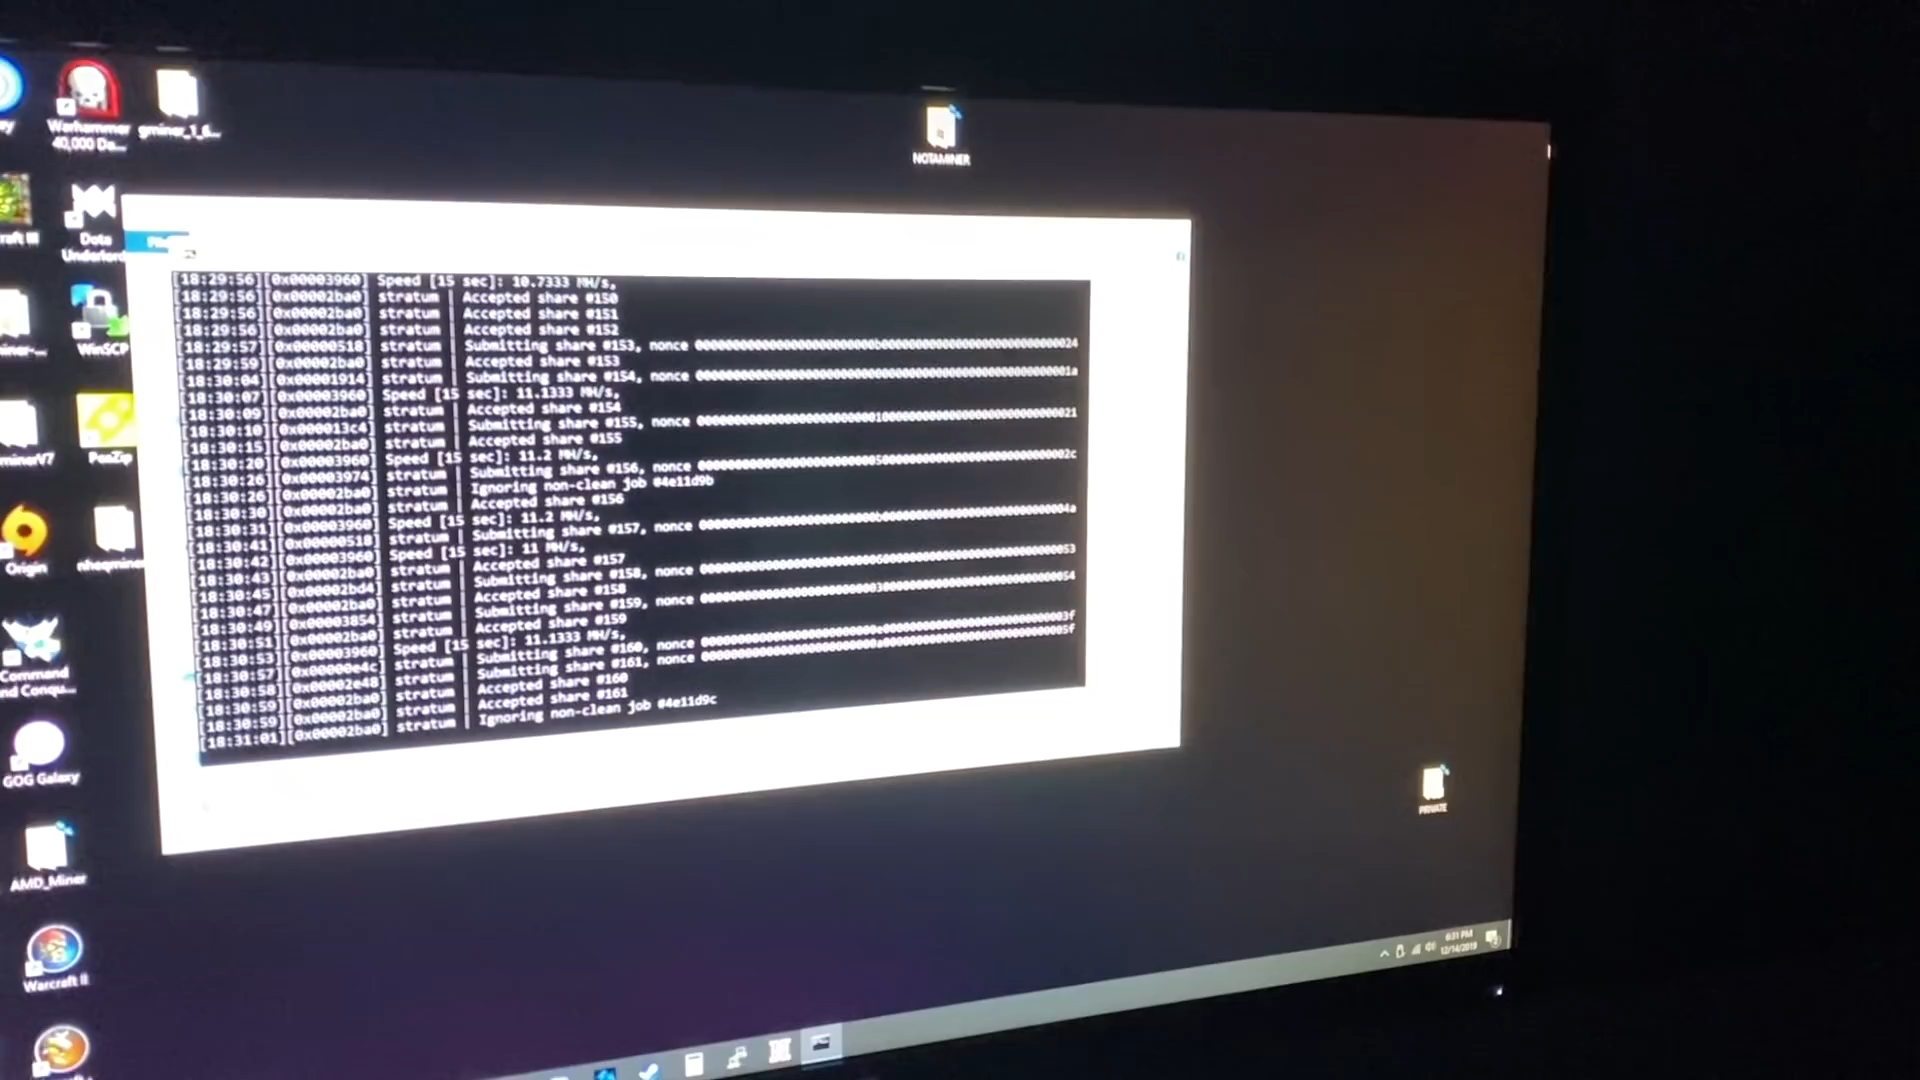 Warhammer
40,000 Da...
gminer_1_6...
NOTAMINER
Dota
Underlord
WinSCP
PeaZip
minerV7
Origin
nheqmine
Command
nd Conqu...
GOG Galaxy
AMD_Miner
Warcraft II
[18:29:56][0x00003960] Speed [15 sec]: 10.7333 MH/s,
[18:29:56][0x00002ba0] stratum | Accepted share #150
[18:29:56][0x00002ba0] stratum | Accepted share #151
[18:29:56][0x00002ba0] stratum | Accepted share #152
[18:29:57][0x00000518] stratum | Submitting share #153, nonce
[18:29:59][0x00002ba0] stratum | Accepted share #153
[18:30:04][0x00001914] stratum | Submitting share #154, nonce
[18:30:07][0x00003960] Speed [15 sec]: 11.1333 MH/s,
[18:30:09][0x00002ba0] stratum | Accepted share #154
[18:30:10][0x000013c4] stratum | Submitting share #155, nonce
[18:30:15][0x00002ba0] stratum | Accepted share #155
[18:30:20][0x00003960] Speed [15 sec]: 11.2 MH/s,
[18:30:26][0x00003974] stratum | Submitting share #156, nonce
[18:30:26][0x00002ba0] stratum | Ignoring non-clean job #4e11d9b
[18:30:30][0x00002ba0] stratum | Accepted share #156
[18:30:31][0x00003960] Speed [15 sec]: 11.2 MH/s,
[18:30:41][0x00000518] stratum | Submitting share #157, nonce
[18:30:42][0x00003960] Speed [15 sec]: 11 MH/s,
[18:30:43][0x00002ba0] stratum | Accepted share #157
[18:30:45][0x00002bd4] stratum | Submitting share #158, nonce
[18:30:47][0x00002ba0] stratum | Accepted share #158
[18:30:49][0x00003854] stratum | Submitting share #159, nonce
[18:30:51][0x00002ba0] stratum | Accepted share #159
[18:30:53][0x00003960] Speed [15 sec]: 11.1333 MH/s,
[18:30:57][0x00000e4c] stratum | Submitting share #160, nonce
[18:30:58][0x00002e48] stratum | Submitting share #161, nonce
[18:30:59][0x00002ba0] stratum | Accepted share #160
[18:30:59][0x00002ba0] stratum | Accepted share #161
[18:31:01][0x00002ba0] stratum | Ignoring non-clean job #4e11d9c
PRIVATE
6:31 PM
12/14/2019